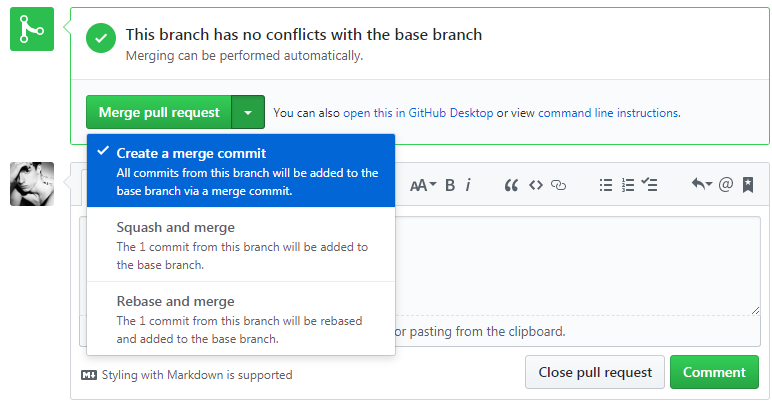 This branch has no conflicts with the base branch
Merging can be performed automatically.
Merge pull request
You can also open this in GitHub Desktop or view command line instructions.
Create a merge commit
All commits from this branch will be added to the
base branch via a merge commit.
AA B i
Squash and merge
The 1 commit from this branch will be added to
the base branch.
Rebase and merge
The 1 commit from this branch will be rebased
and added to the base branch.
or pasting from the clipboard.
Styling with Markdown is supported
Close pull request
Comment